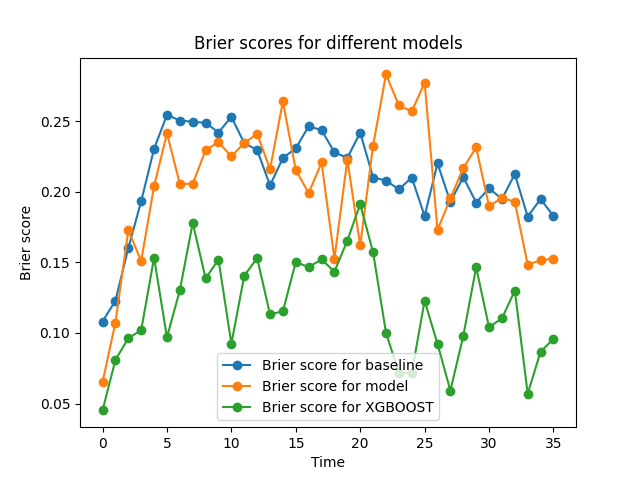 Brier scores for different models
Brier score
0.25
0.20
0.15
0.10
0.05
Brier score for baseline
Brier score for model
Brier score for XGBOOST
0 5 10 15 20 25 30 35
Time